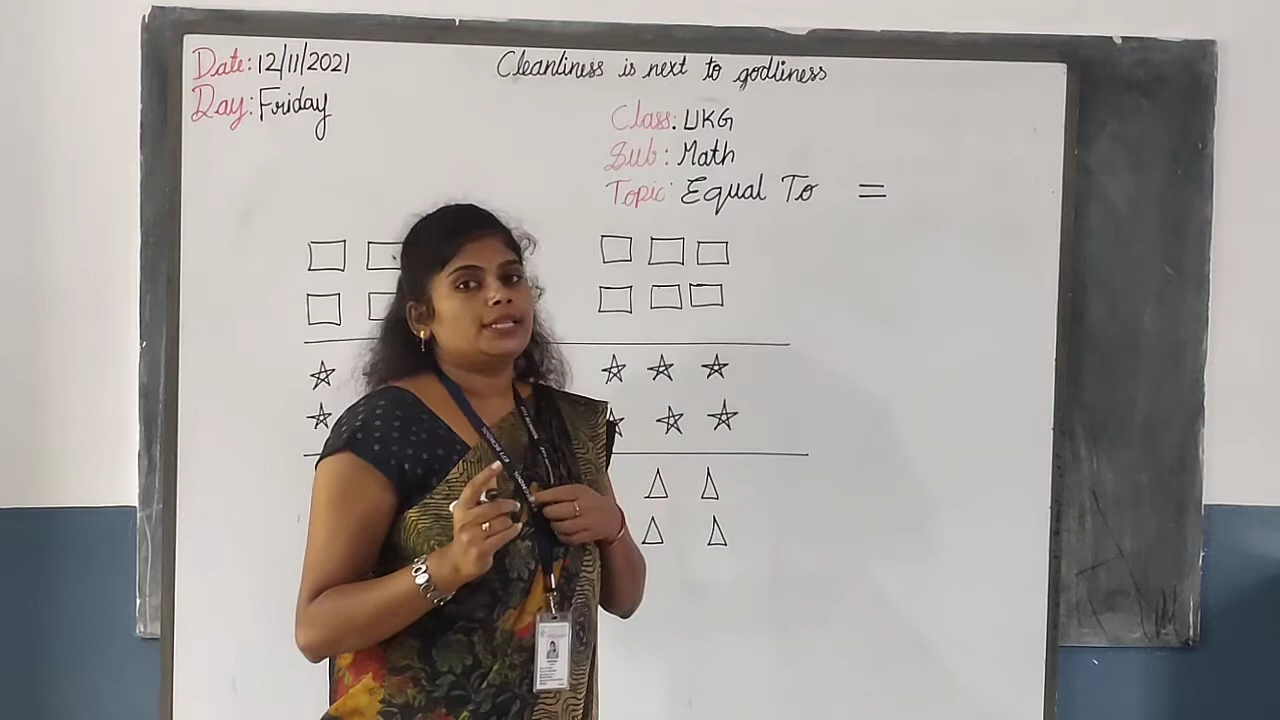 Date: 12/11/2021
Cleanliness is next to godliness
Day: Friday
Class: UKG
Sub: Math
Topic: Equal To =